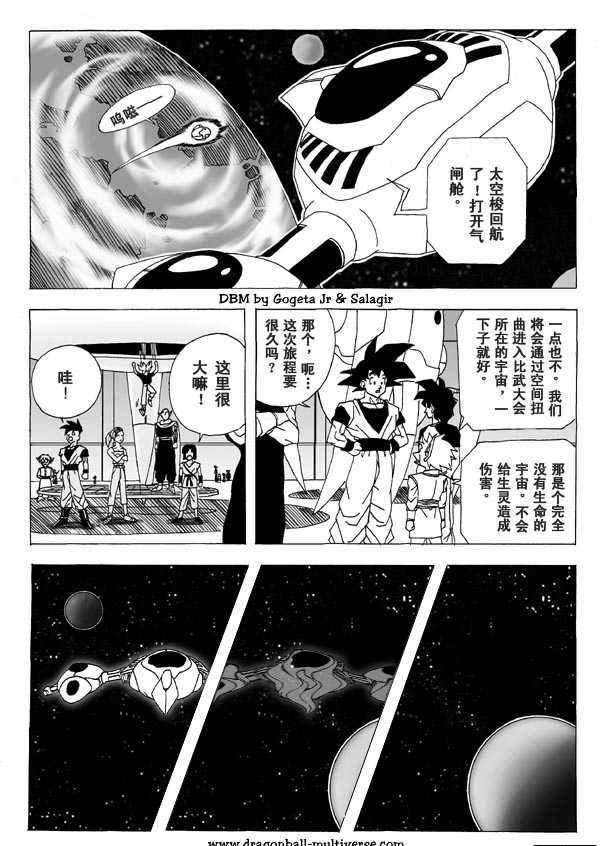 呜嗞——
太空梭回航
了！打开气
闸舱。
DBM by Gogeta Jr & Salagir
哇！
这里很
大嘛！
那个，呃…
这次旅程要
很久吗？
一点也不。我们
将会通过空间扭
曲进入比武大会
所在的宇宙，一
下子就好。
那是个完全
没有生命的
宇宙。不会
给生灵造成
伤害。
www.dragonball-multiverse.com